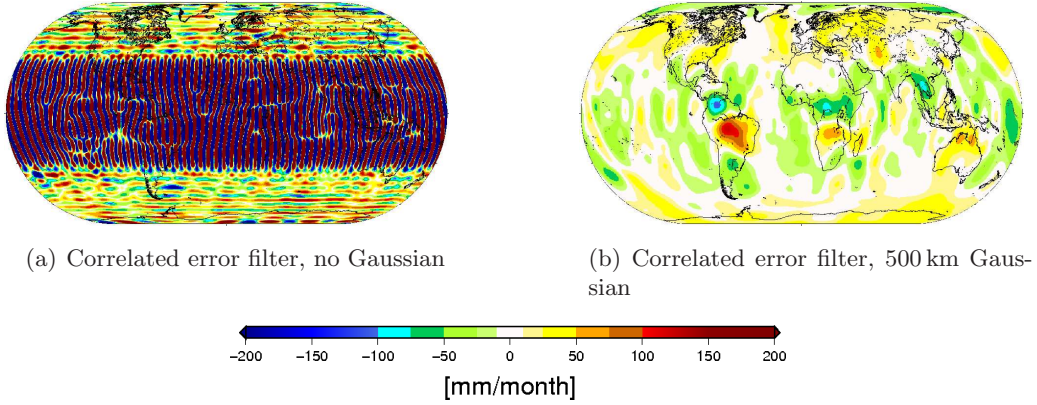 (a) Correlated error filter, no Gaussian
(b) Correlated error filter, 500 km Gaus-
sian
−200 −150 −100 −50 0 50 100 150 200
[mm/month]